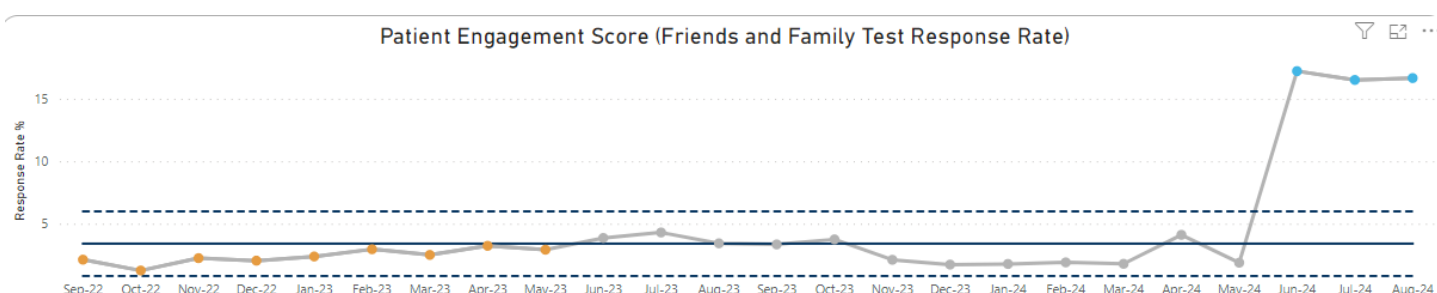 Patient Engagement Score (Friends and Family Test Response Rate)
15
10
5
Response Rate %
Sep-22 Oct-22 Nov-22 Dec-22 Jan-23 Feb-23 Mar-23 Apr-23 May-23 Jun-23 Jul-23 Aug-23 Sep-23 Oct-23 Nov-23 Dec-23 Jan-24 Feb-24 Mar-24 Apr-24 May-24 Jun-24 Jul-24 Aug-24